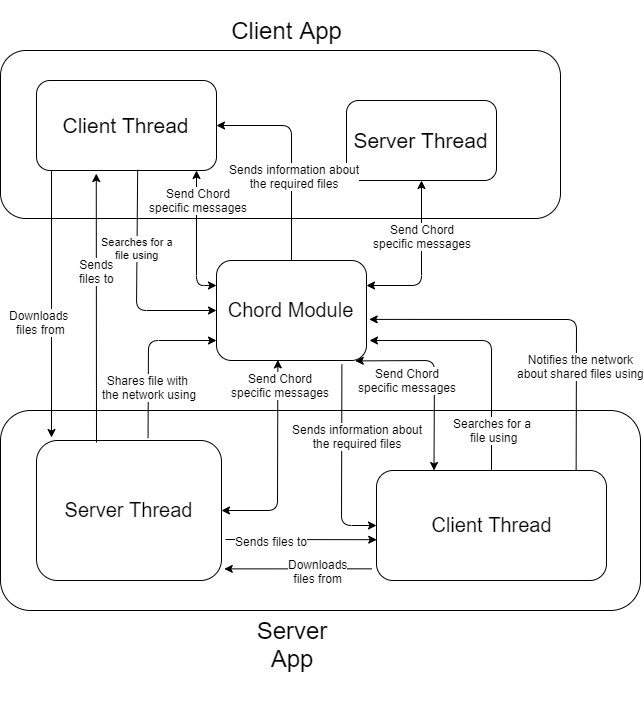 Client App
Client Thread
Server Thread
Sends information about
the required files
Send Chord
specific messages
Send Chord
specific messages
Searches for a
file using
Sends
files to
Downloads
files from
Chord Module
Notifies the network
about shared files using
Shares file with
the network using
Send Chord
specific messages
Send Chord
specific messages
Sends information about
the required files
Searches for a
file using
Server Thread
Client Thread
Sends files to
Downloads
files from
Server
App